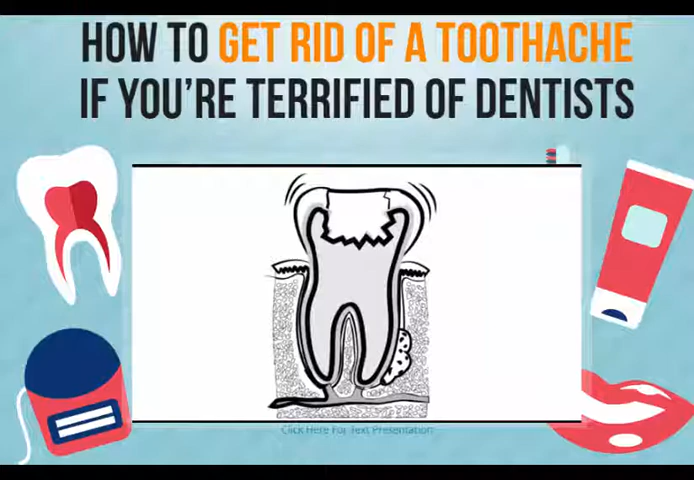 HOW TO GET RID OF A TOOTHACHE
IF YOU'RE TERRIFIED OF DENTISTS
Click Here For Text Presentation